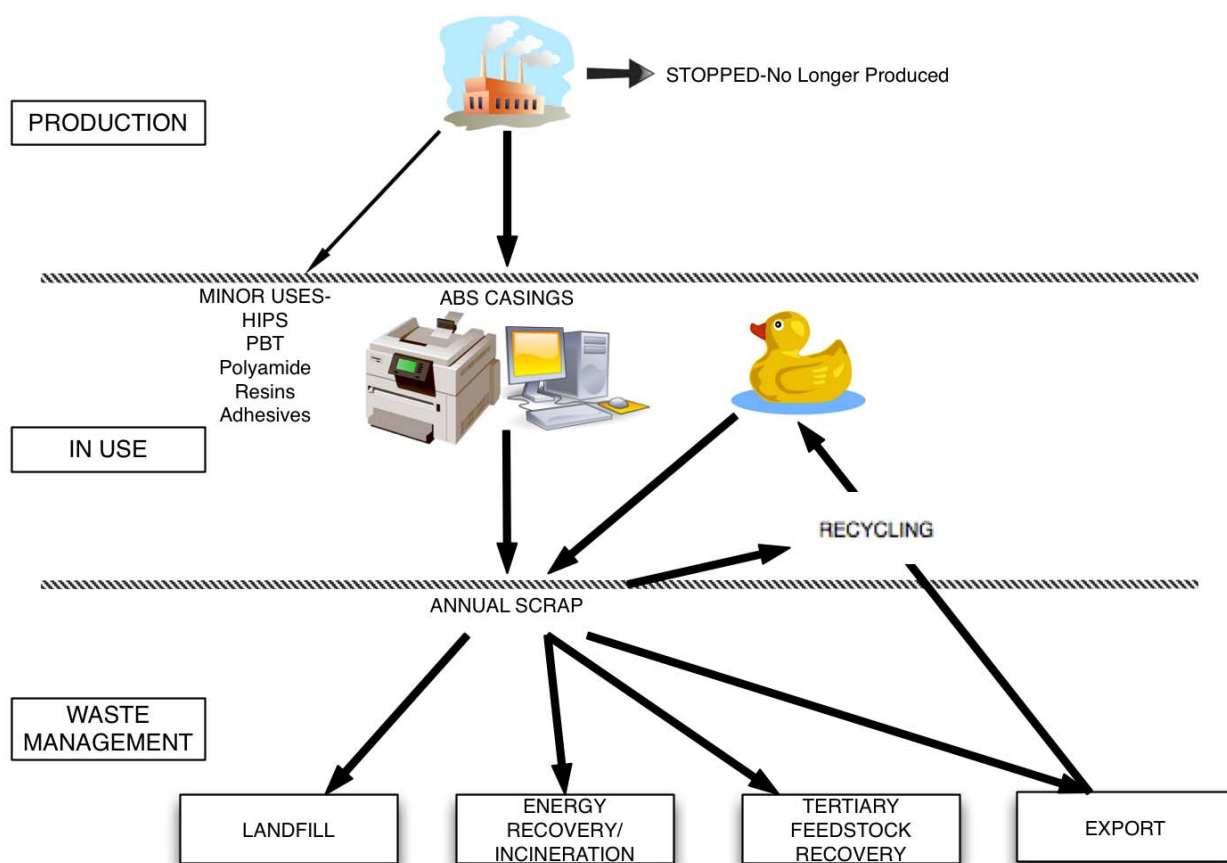 STOPPED-No Longer Produced
PRODUCTION
MINOR USES-
HIPS
PBT
Polyamide
Resins
Adhesives
ABS CASINGS
IN USE
RECYCLING
ANNUAL SCRAP
WASTE
MANAGEMENT
LANDFILL
ENERGY
RECOVERY/
INCINERATION
TERTIARY
FEEDSTOCK
RECOVERY
EXPORT